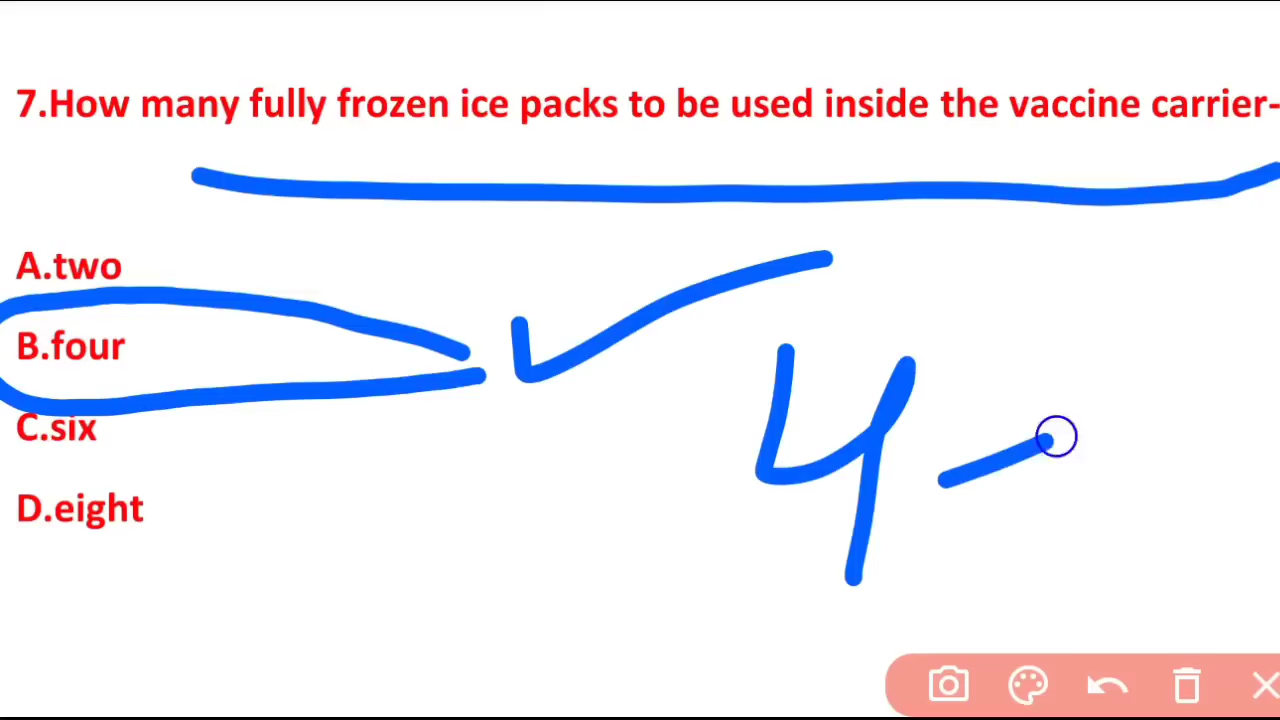 7.How many fully frozen ice packs to be used inside the vaccine carrier-
A.two
B.four
C.six
D.eight
4